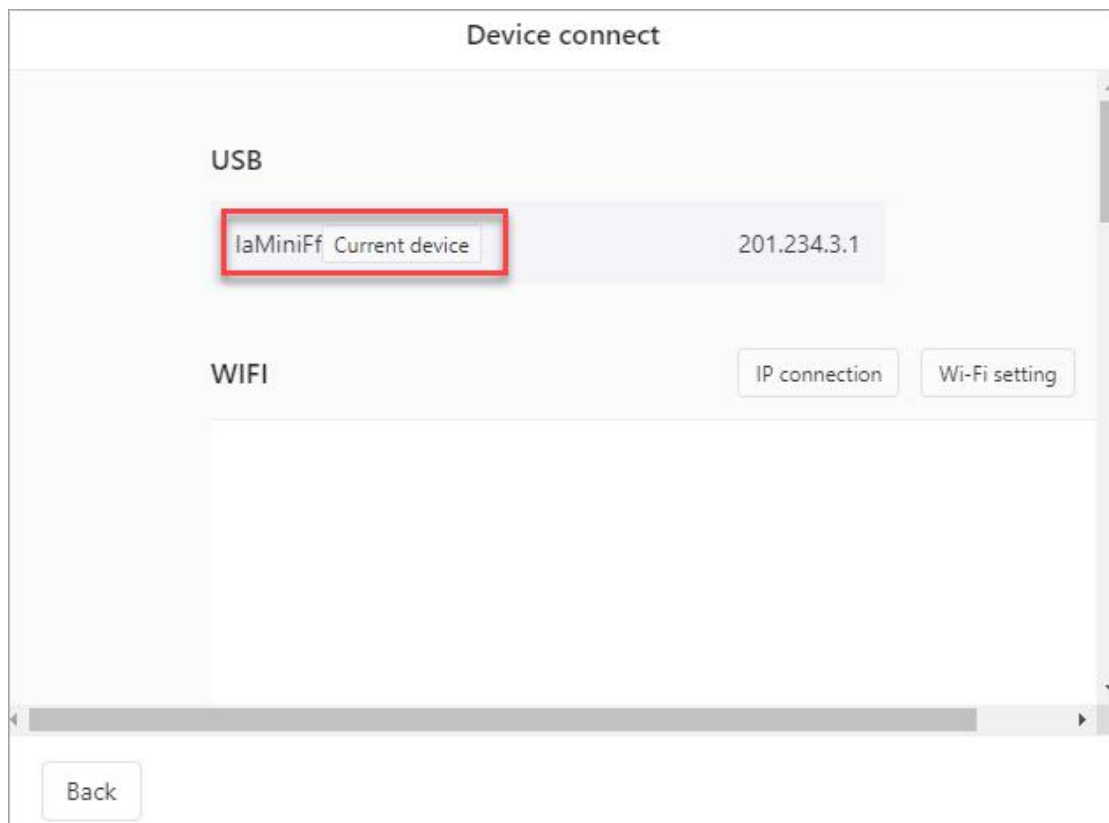 Device connect
USB
laMiniFf Current device 201.234.3.1
WIFI IP connection Wi-Fi setting
Back